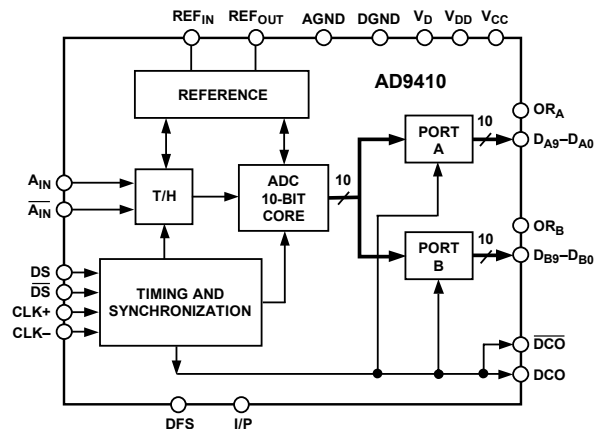 REFIN REFOUT AGND DGND VD VDD VCC
REFERENCE
AD9410
ORA
PORT
A
10
DA9–DA0
AIN
AIN
T/H
ADC
10-BIT
CORE
10
ORB
PORT
B
10
DB9–DB0
DS
DS
CLK+
CLK–
TIMING AND
SYNCHRONIZATION
DCO
DCO
DFS I/P